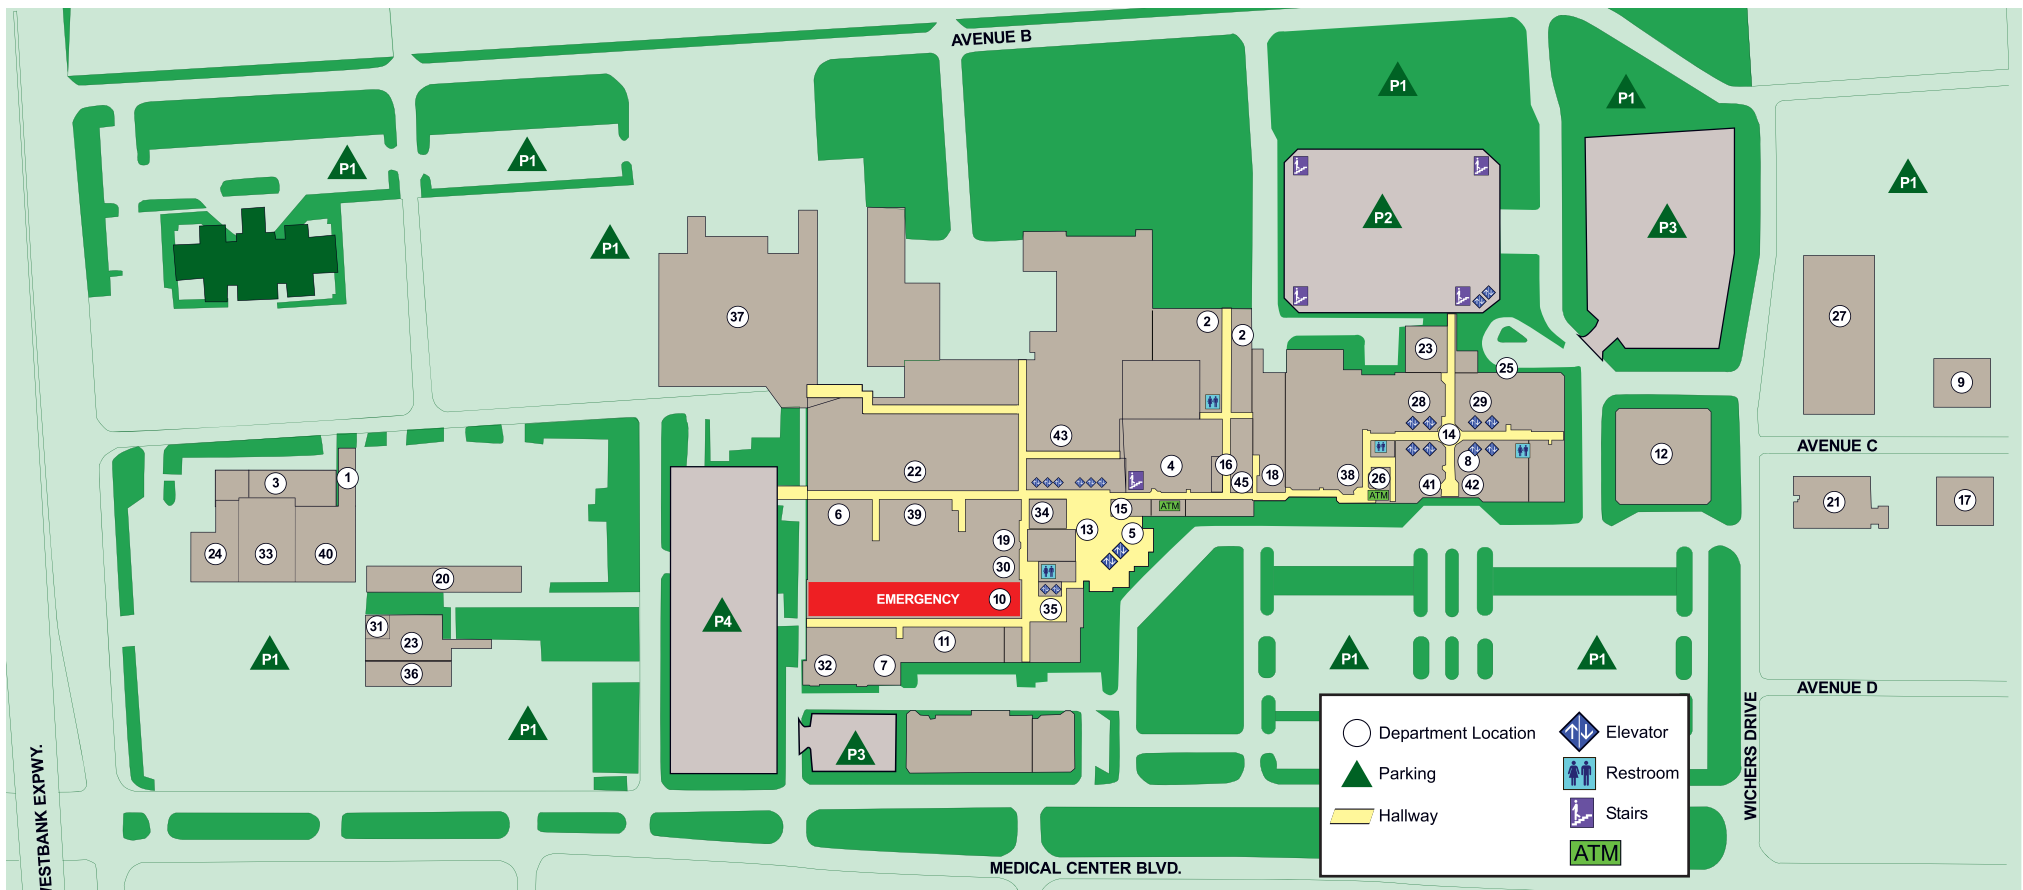 AVENUE B
P1
P1
P1
P1
P1
P1
P2
P3
37
2
2
23
25
27
9
28
29
14
43
22
4
16
45
18
38
26
ATM
41
8
42
12
AVENUE C
21
17
3
1
24
33
40
20
31
23
36
P1
P1
P4
6
39
34
15
ATM
13
5
19
30
EMERGENCY
10
35
11
32
7
P3
P1
P1
AVENUE D
WICHERS DRIVE
WESTBANK EXPWY.
MEDICAL CENTER BLVD.
Department Location
Parking
Hallway
Elevator
Restroom
Stairs
ATM